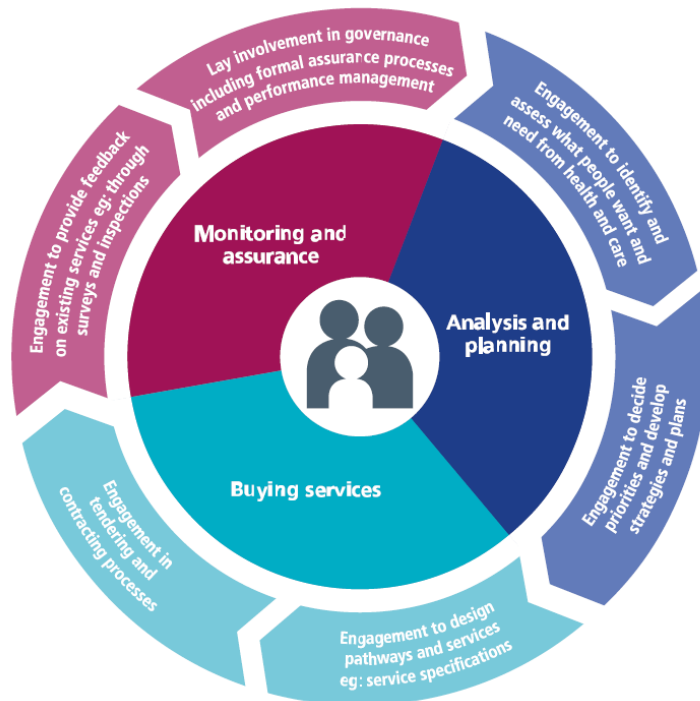 Lay involvement in governance
including formal assurance processes
and performance management
Engagement to identify and
assess what people want and
need from health and care
Engagement to decide
priorities and develop
strategies and plans
Engagement to design
pathways and services
eg: service specifications
Engagement in
tendering and
contracting processes
Engagement to provide feedback
on existing services eg: through
surveys and inspections
Monitoring and
assurance
Analysis and
planning
Buying services